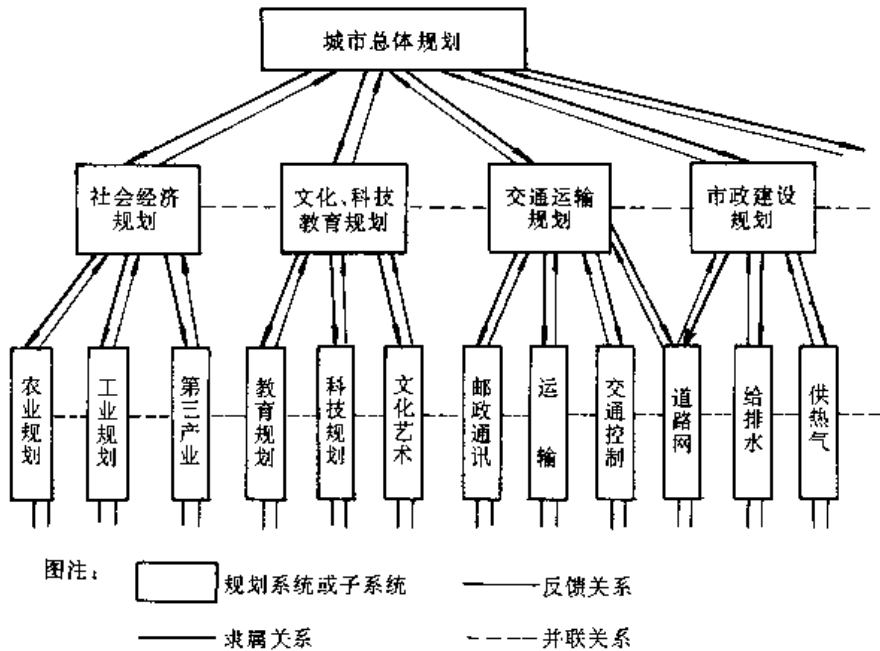 城市总体规划
社会经济
规划
文化、科技
教育规划
交通运输
规划
市政建设
规划
农业规划
工业规划
第三产业
教育规划
科技规划
文化艺术
邮政通讯
运输
交通控制
道路网
给排水
供热气
图注：
规划系统或子系统
反馈关系
隶属关系
并联关系